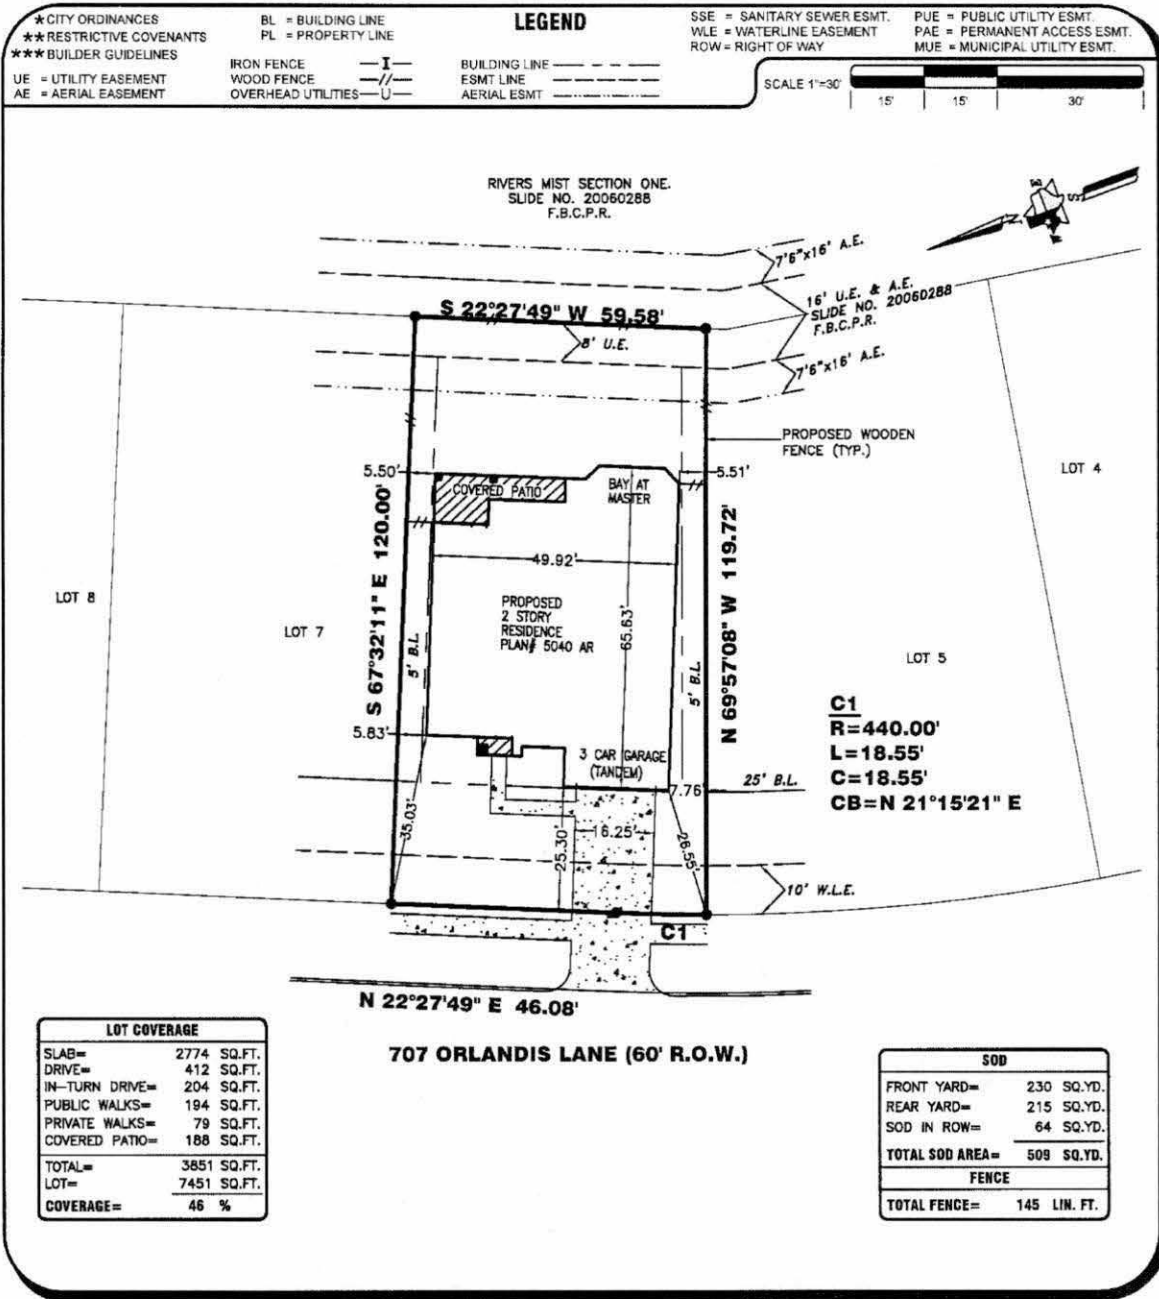 *CITY ORDINANCES
**RESTRICTIVE COVENANTS
***BUILDER GUIDELINES
UE = UTILITY EASEMENT
AE = AERIAL EASEMENT
BL = BUILDING LINE
PL = PROPERTY LINE
IRON FENCE —I—
WOOD FENCE —//—
OVERHEAD UTILITIES —U—
LEGEND
BUILDING LINE
ESMT LINE
AERIAL ESMT
SSE = SANITARY SEWER ESMT.
WLE = WATERLINE EASEMENT
ROW = RIGHT OF WAY
PUE = PUBLIC UTILITY ESMT.
PAE = PERMANENT ACCESS ESMT.
MUE = MUNICIPAL UTILITY ESMT.
SCALE 1"=30'
15' 15' 30'
RIVERS MIST SECTION ONE.
SLIDE NO. 20060288
F.B.C.P.R.
N
E
S
W
7'6"x16' A.E.
16' U.E. & A.E.
SLIDE NO. 20060288
F.B.C.P.R.
7'6"x16' A.E.
S 22°27'49" W 59.58'
8' U.E.
PROPOSED WOODEN
FENCE (TYP.)
LOT 4
5.50'
COVERED PATIO
BAY AT
MASTER
5.51'
S 67°32'11" E 120.00'
N 69°57'08" W 119.72'
49.92'
65.63'
PROPOSED
2 STORY
RESIDENCE
PLAN# 5040 AR
LOT 8
LOT 7
5' B.L.
5' B.L.
LOT 5
C1
R=440.00'
L=18.55'
C=18.55'
CB=N 21°15'21" E
5.83'
3 CAR GARAGE
(TANDEM)
7.76'
25' B.L.
35.03'
25.30'
16.25'
26.55'
10' W.L.E.
C1
N 22°27'49" E 46.08'
707 ORLANDIS LANE (60' R.O.W.)
LOT COVERAGE
SLAB= 2774 SQ.FT.
DRIVE= 412 SQ.FT.
IN-TURN DRIVE= 204 SQ.FT.
PUBLIC WALKS= 194 SQ.FT.
PRIVATE WALKS= 79 SQ.FT.
COVERED PATIO= 188 SQ.FT.
TOTAL= 3851 SQ.FT.
LOT= 7451 SQ.FT.
COVERAGE= 46 %
SOD
FRONT YARD= 230 SQ.YD.
REAR YARD= 215 SQ.YD.
SOD IN ROW= 64 SQ.YD.
TOTAL SOD AREA= 509 SQ.YD.
FENCE
TOTAL FENCE= 145 LIN. FT.